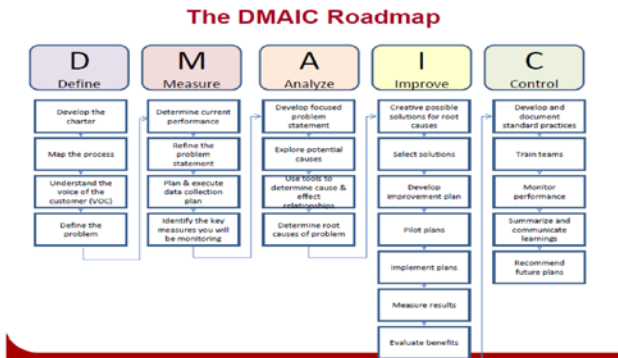 The DMAIC Roadmap
D
Define
Develop the
charter
Map the process
Understand the
voice of the
customer (VOC)
Define the
problem
M
Measure
Determine current
performance
Refine the
problem
statement
Plan & execute
data collection
plan
Identify the key
measures you will
be monitoring
A
Analyze
Develop focused
problem
statement
Explore potential
causes
Use tools to
determine cause &
effect
relationships
Determine root
causes of problem
I
Improve
Creative possible
solutions for root
causes
Select solutions
Develop
improvement plan
Pilot plans
Implement plans
Measure results
Evaluate benefits
C
Control
Develop and
document
standard practices
Train teams
Monitor
performance
Summarize and
communicate
learnings
Recommend
future plans